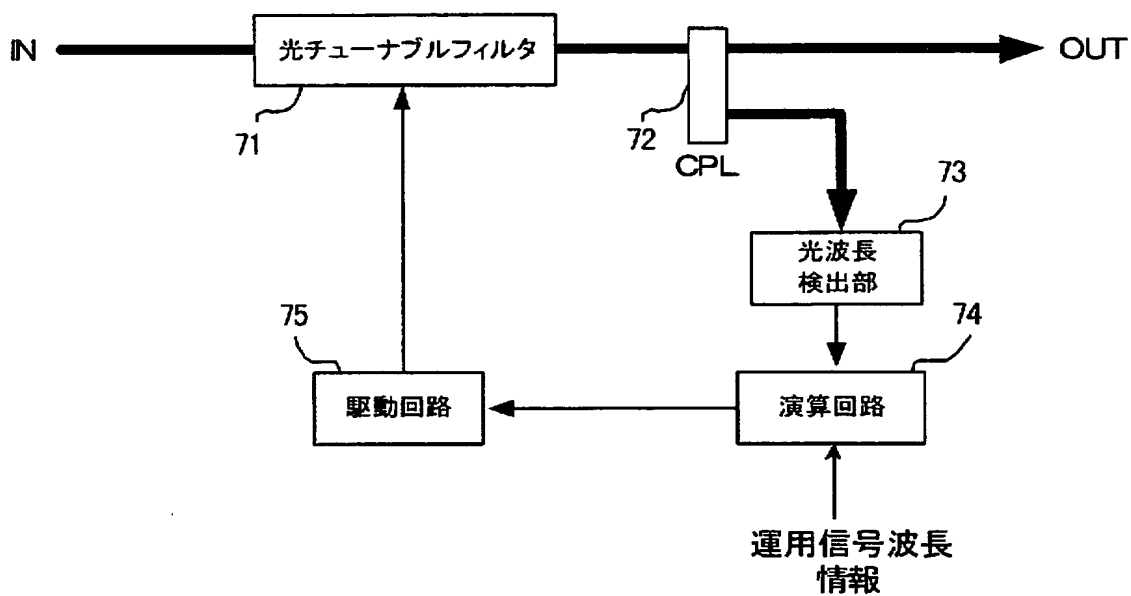 IN
光チューナブルフィルタ
OUT
71
72
CPL
73
光波長
検出部
75
74
駆動回路
演算回路
運用信号波長
情報